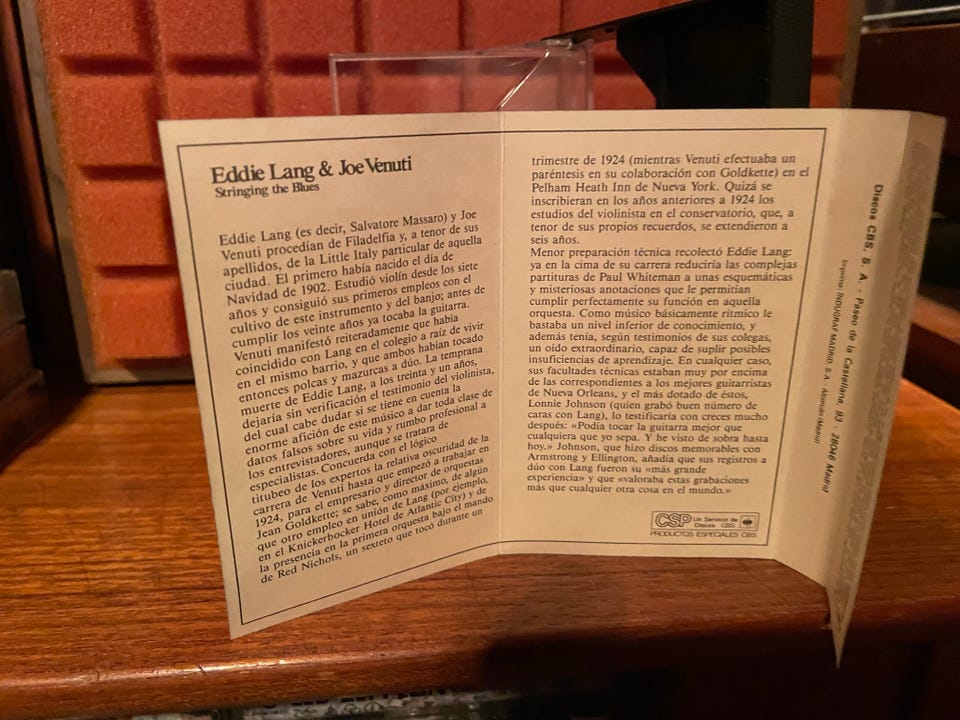 Eddie Lang & Joe Venuti
Stringing the Blues
Eddie Lang (es decir, Salvatore Massaro) y Joe
Venuti procedían de Filadelfia y, a tenor de sus
apellidos, de la Little Italy particular de aquella
ciudad. El primero había nacido el día de
Navidad de 1902. Estudió violín desde los siete
años y consiguió sus primeros empleos con el
cultivo de este instrumento y del banjo; antes de
cumplir los veinte años ya tocaba la guitarra.
Venuti manifestó reiteradamente que había
coincidido con Lang en el colegio a raíz de vivir
en el mismo barrio, y que ambos habían tocado
entonces polcas y mazurcas a dúo. La temprana
muerte de Eddie Lang, a los treinta y un años,
dejaría sin verificación el testimonio del violinista,
del cual cabe dudar si se tiene en cuenta la
enorme afición de este músico a dar toda clase de
datos falsos sobre su vida y rumbo profesional a
los entrevistadores, aunque se tratara de
especialistas. Concuerda con el lógico
titubeo de los expertos la relativa oscuridad de la
carrera de Venuti hasta que empezó a trabajar en
1924, para el empresario y director de orquestas
Jean Goldkette; se sabe, como máximo, de algún
que otro empleo en unión de Lang (por ejemplo,
en el Knickerbocker Hotel de Atlantic City) y de
la presencia en la primera orquesta bajo el mando
de Red Nichols, un sexteto que tocó durante un
trimestre de 1924 (mientras Venuti efectuaba un
paréntesis en su colaboración con Goldkette) en el
Pelham Heath Inn de Nueva York. Quizá se
inscribieran en los años anteriores a 1924 los
estudios del violinista en el conservatorio, que, a
tenor de sus propios recuerdos, se extendieron a
seis años.
Menor preparación técnica recolectó Eddie Lang:
ya en la cima de su carrera reduciría las complejas
partituras de Paul Whiteman a unas esquemáticas
y misteriosas anotaciones que le permitían
cumplir perfectamente su función en aquella
orquesta. Como músico básicamente rítmico le
bastaba un nivel inferior de conocimiento, y
además tenía, según testimonios de sus colegas,
un oído extraordinario, capaz de suplir posibles
insuficiencias de aprendizaje. En cualquier caso,
sus facultades técnicas estaban muy por encima
de las correspondientes a los mejores guitarristas
de Nueva Orleans, y el más dotado de éstos,
Lonnie Johnson (quien grabó buen número de
caras con Lang), lo testificaría con creces mucho
después: «Podía tocar la guitarra mejor que
cualquiera que yo sepa. Y he visto de sobra hasta
hoy.» Johnson, que hizo discos memorables con
Armstrong y Ellington, añadía que sus registros a
dúo con Lang fueron su «más grande
experiencia» y que «valoraba estas grabaciones
más que cualquier otra cosa en el mundo.»
CSP Un Servicio de
Discos CBS
PRODUCTOS ESPECIALES CBS
Discos CBS, S. A. - Paseo de la Castellana, 93 - 28046 Madrid
Imprime: INDUGRAF MADRID, S.A.